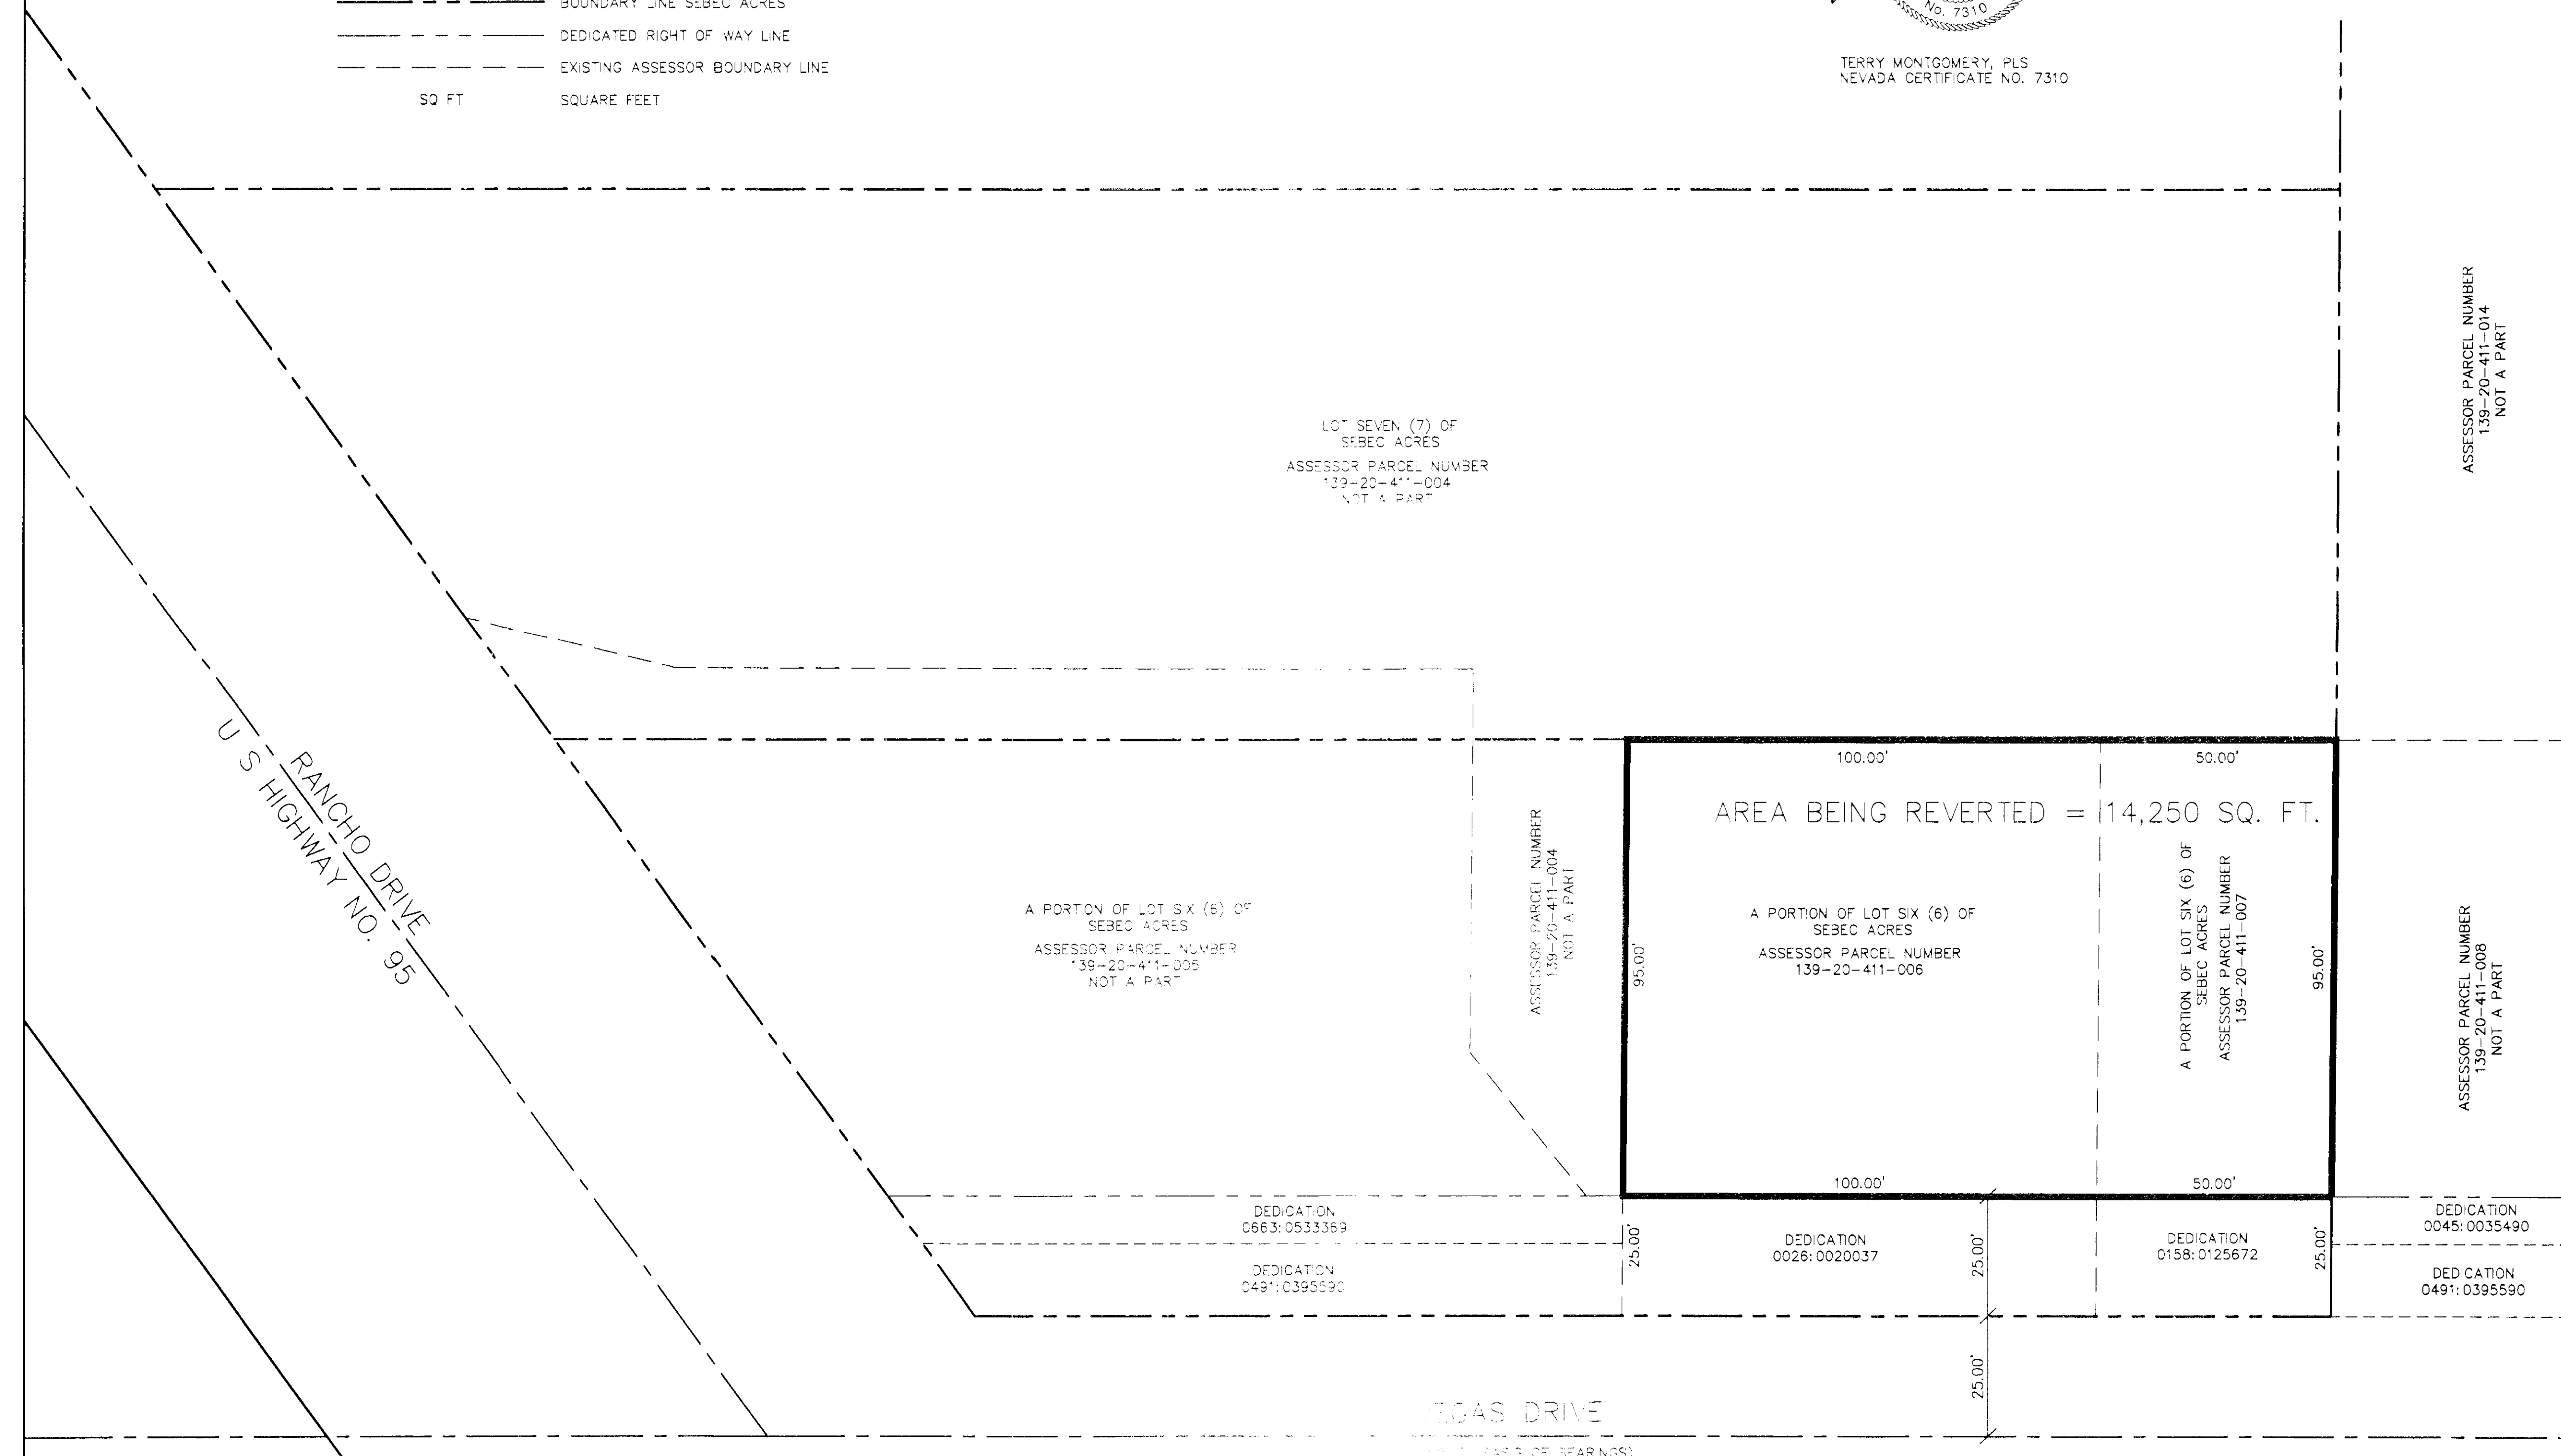 BOUNDARY LINE SEBEC ACRES
DEDICATED RIGHT OF WAY LINE
EXISTING ASSESSOR BOUNDARY LINE
SQ FT SQUARE FEET
No. 7310
TERRY MONTGOMERY, PLS
NEVADA CERTIFICATE NO. 7310
LOT SEVEN (7) OF
SEBEC ACRES
ASSESSOR PARCEL NUMBER
139-20-411-004
NOT A PART
ASSESSOR PARCEL NUMBER
139-20-411-014
NOT A PART
RANCHO DRIVE
U S HIGHWAY NO. 95
A PORTION OF LOT SIX (6) OF
SEBEC ACRES
ASSESSOR PARCEL NUMBER
139-20-411-005
NOT A PART
ASSESSOR PARCEL NUMBER
139-20-411-004
NOT A PART
100.00'
50.00'
AREA BEING REVERTED = 14,250 SQ. FT.
95.00'
A PORTION OF LOT SIX (6) OF
SEBEC ACRES
ASSESSOR PARCEL NUMBER
139-20-411-006
A PORTION OF LOT SIX (6) OF
SEBEC ACRES
ASSESSOR PARCEL NUMBER
139-20-411-007
95.00'
ASSESSOR PARCEL NUMBER
139-20-411-008
NOT A PART
100.00'
50.00'
DEDICATION
0663:0533369
DEDICATION
0491:0395590
25.00'
DEDICATION
0026:0020037
25.00'
DEDICATION
0158:0125672
25.00'
DEDICATION
0045:0035490
DEDICATION
0491:0395590
25.00'
VEGAS DRIVE
OF BEARINGS)